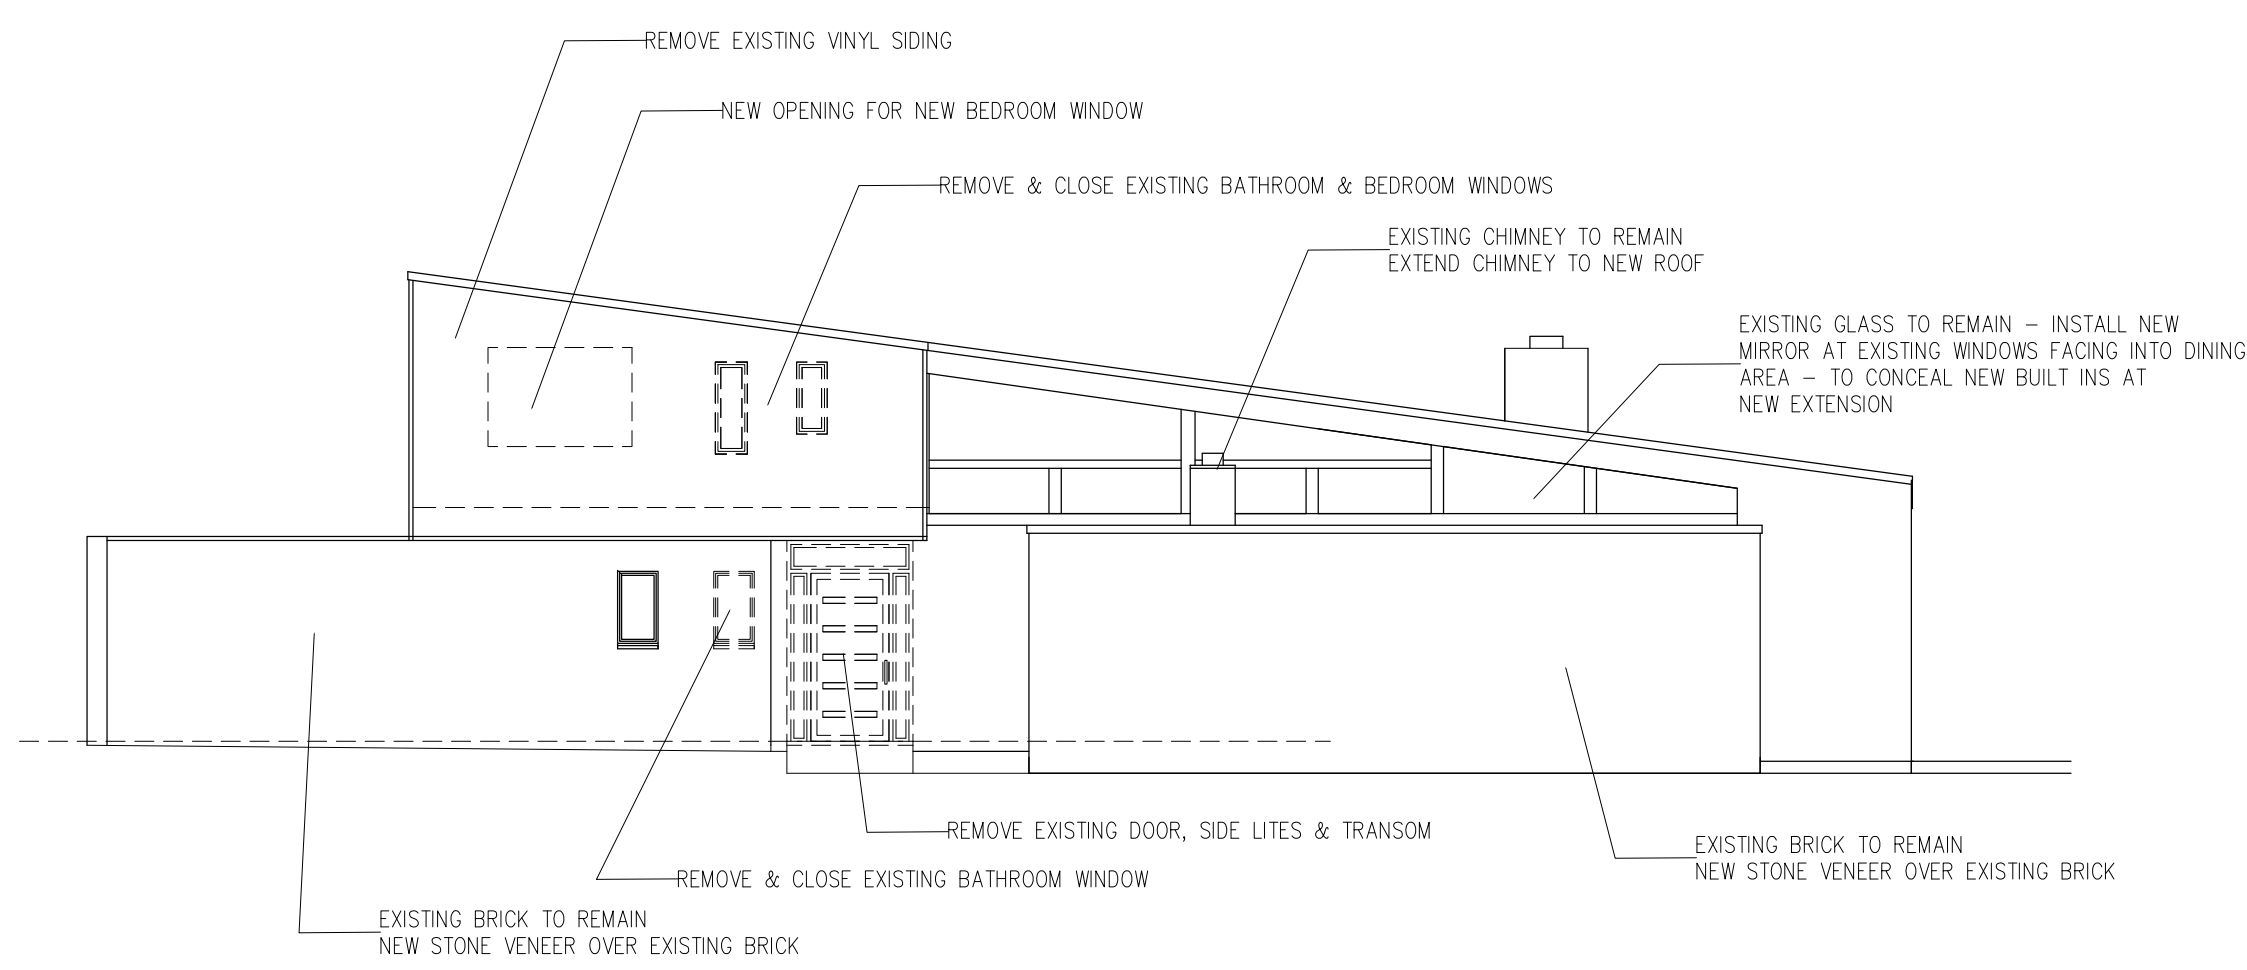 REMOVE EXISTING VINYL SIDING
NEW OPENING FOR NEW BEDROOM WINDOW
REMOVE & CLOSE EXISTING BATHROOM & BEDROOM WINDOWS
EXISTING CHIMNEY TO REMAIN
EXTEND CHIMNEY TO NEW ROOF
EXISTING GLASS TO REMAIN – INSTALL NEW
MIRROR AT EXISTING WINDOWS FACING INTO DINING
AREA – TO CONCEAL NEW BUILT INS AT
NEW EXTENSION
REMOVE EXISTING DOOR, SIDE LITES & TRANSOM
EXISTING BRICK TO REMAIN
NEW STONE VENEER OVER EXISTING BRICK
REMOVE & CLOSE EXISTING BATHROOM WINDOW
EXISTING BRICK TO REMAIN
NEW STONE VENEER OVER EXISTING BRICK